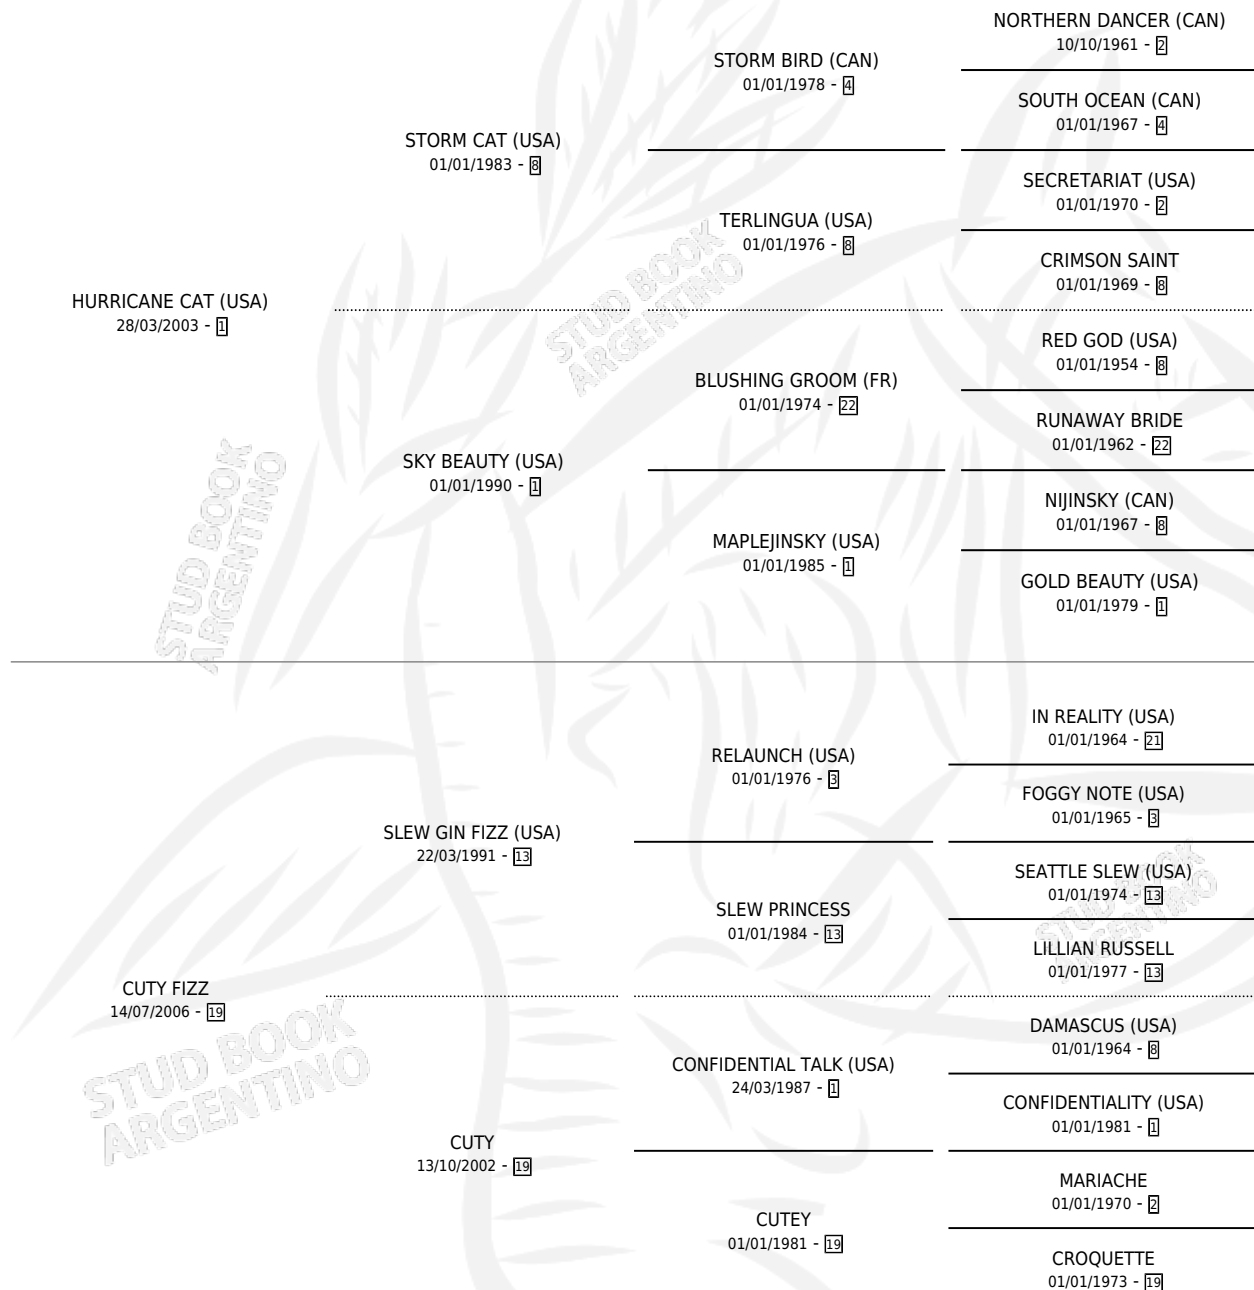 NORTHERN DANCER (CAN)
10/10/1961 - 2
STORM BIRD (CAN)
01/01/1978 - 4
SOUTH OCEAN (CAN)
01/01/1967 - 4
STORM CAT (USA)
01/01/1983 - 8
SECRETARIAT (USA)
01/01/1970 - 2
TERLINGUA (USA)
01/01/1976 - 8
CRIMSON SAINT
01/01/1969 - 8
HURRICANE CAT (USA)
28/03/2003 - 1
RED GOD (USA)
01/01/1954 - 8
BLUSHING GROOM (FR)
01/01/1974 - 22
RUNAWAY BRIDE
01/01/1962 - 22
SKY BEAUTY (USA)
01/01/1990 - 1
NIJINSKY (CAN)
01/01/1967 - 8
MAPLEJINSKY (USA)
01/01/1985 - 1
GOLD BEAUTY (USA)
01/01/1979 - 1
IN REALITY (USA)
01/01/1964 - 21
RELAUNCH (USA)
01/01/1976 - 3
FOGGY NOTE (USA)
01/01/1965 - 3
SLEW GIN FIZZ (USA)
22/03/1991 - 13
SEATTLE SLEW (USA)
01/01/1974 - 13
SLEW PRINCESS
01/01/1984 - 13
LILLIAN RUSSELL
01/01/1977 - 13
CUTY FIZZ
14/07/2006 - 19
DAMASCUS (USA)
01/01/1964 - 8
CONFIDENTIAL TALK (USA)
24/03/1987 - 1
CONFIDENTIALITY (USA)
01/01/1981 - 1
CUTY
13/10/2002 - 19
MARIACHE
01/01/1970 - 2
CUTEY
01/01/1981 - 19
CROQUETTE
01/01/1973 - 19
STUD BOOK
ARGENTINO
STUD BOOK
ARGENTINO
STUD BOOK
ARGENTINO
STUD BOOK
ARGENTINO